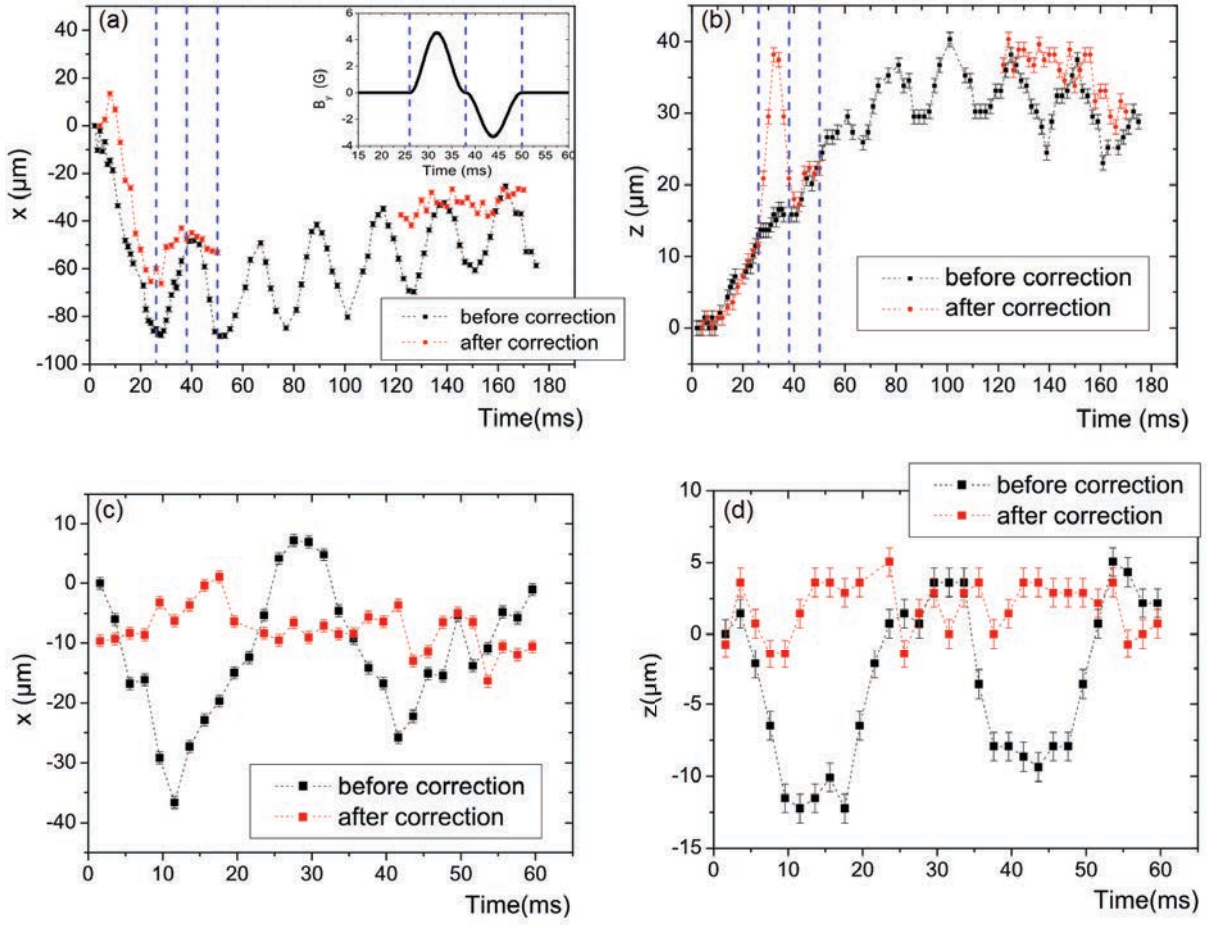 (a)
x (µm)
40
20
0
-20
-40
-60
-80
-100
0 20 40 60 80 100 120 140 160 180
Time(ms)
before correction
after correction
B_y (G)
6
4
2
0
-2
-4
15 20 25 30 35 40 45 50 55 60
Time (ms)
(b)
z (µm)
40
30
20
10
0
0 20 40 60 80 100 120 140 160 180
Time (ms)
before correction
after correction
(c)
x (µm)
10
0
-10
-20
-30
-40
0 10 20 30 40 50 60
Time(ms)
before correction
after correction
(d)
before correction
after correction
z(µm)
10
5
0
-5
-10
-15
0 10 20 30 40 50 60
Time(ms)